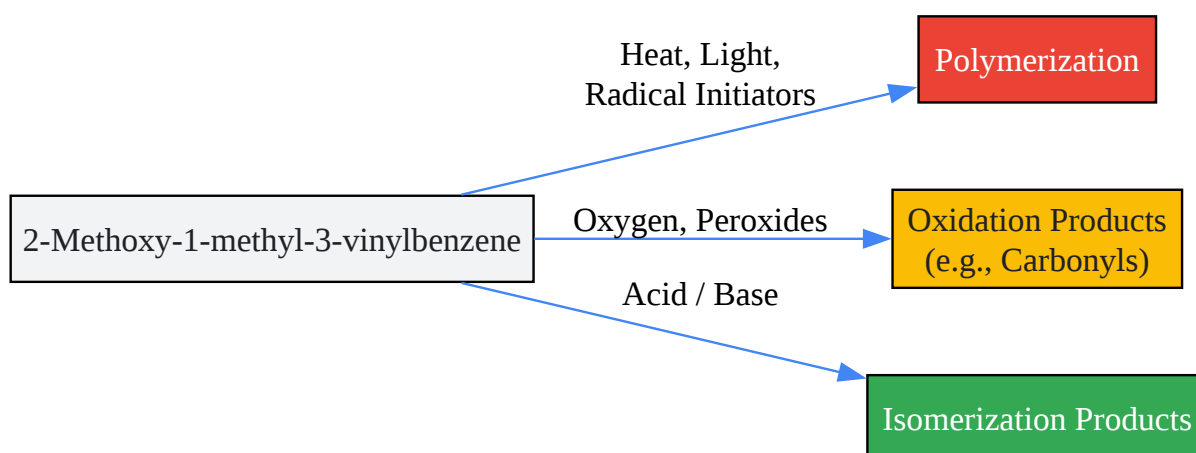 Heat, Light,
Radical Initiators
Polymerization
2-Methoxy-1-methyl-3-vinylbenzene
Oxygen, Peroxides
Oxidation Products
(e.g., Carbonyls)
Acid / Base
Isomerization Products